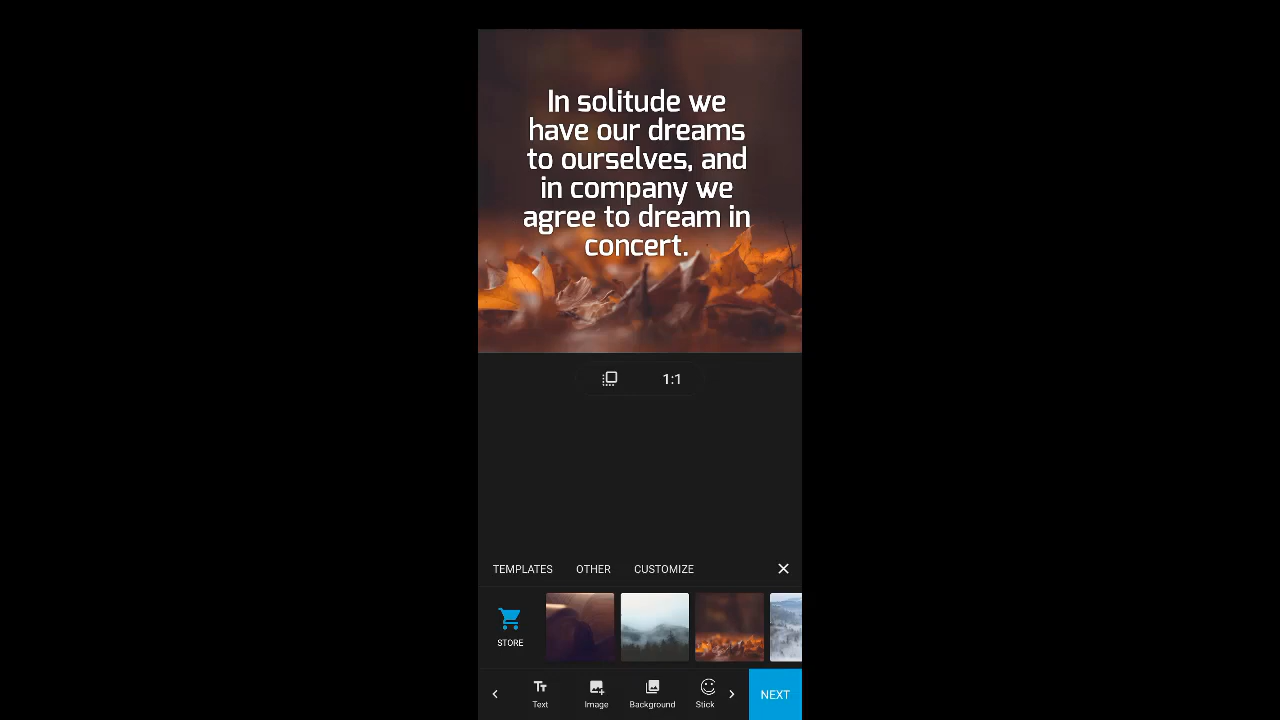 In solitude we
have our dreams
to ourselves, and
in company we
agree to dream in
concert.
1:1
TEMPLATES OTHER CUSTOMIZE
STORE
Text Image Background Stick
NEXT